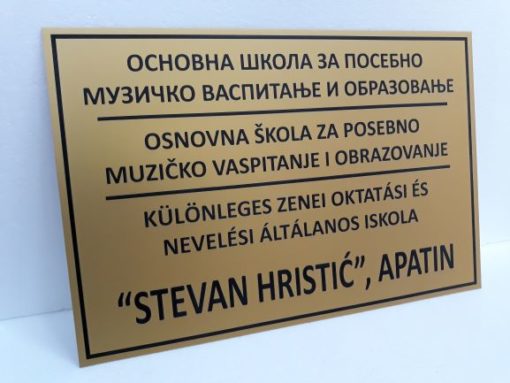 ОСНОВНА ШКОЛА ЗА ПОСЕБНО
МУЗИЧКО ВАСПИТАЊЕ И ОБРАЗОВАЊЕ
OSNOVNA ŠKOLA ZA POSEBNO
MUZIČKO VASPITANJE I OBRAZOVANJE
KÜLÖNLEGES ZENEI OKTATÁSI ÉS
NEVELÉSI ÁLTÁLANOS ISKOLA
“STEVAN HRISTIĆ”, APATIN